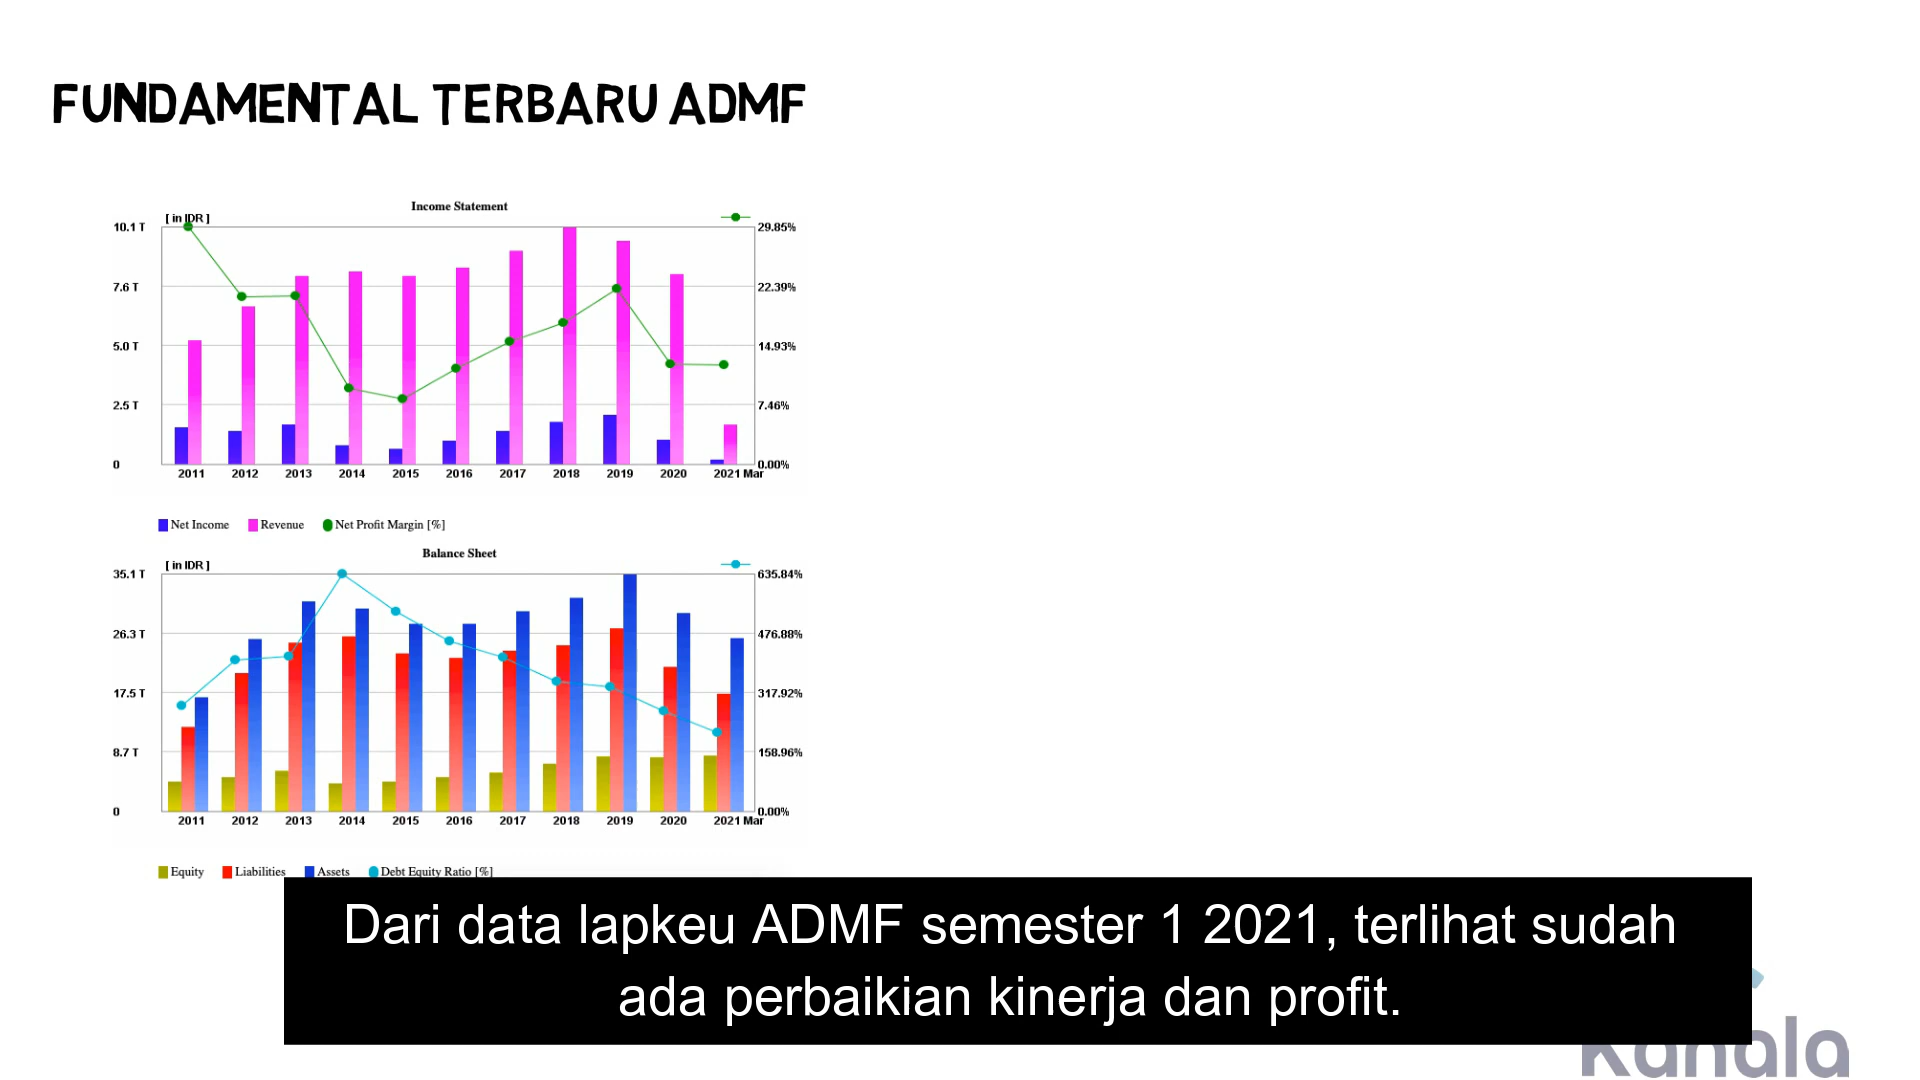 FUNDAMENTAL TERBARU ADMF
Income Statement
[ in IDR ]
10.1 T
29.85%
7.6 T
22.39%
5.0 T
14.93%
2.5 T
7.46%
0
0.00%
2011 2012 2013 2014 2015 2016 2017 2018 2019 2020 2021 Mar
Net Income Revenue Net Profit Margin [%]
Balance Sheet
[ in IDR ]
35.1 T
635.84%
26.3 T
476.88%
17.5 T
317.92%
8.7 T
158.96%
0
0.00%
2011 2012 2013 2014 2015 2016 2017 2018 2019 2020 2021 Mar
Equity Liabilities Assets Debt Equity Ratio [%]
Dari data lapkeu ADMF semester 1 2021, terlihat sudah
ada perbaikian kinerja dan profit.